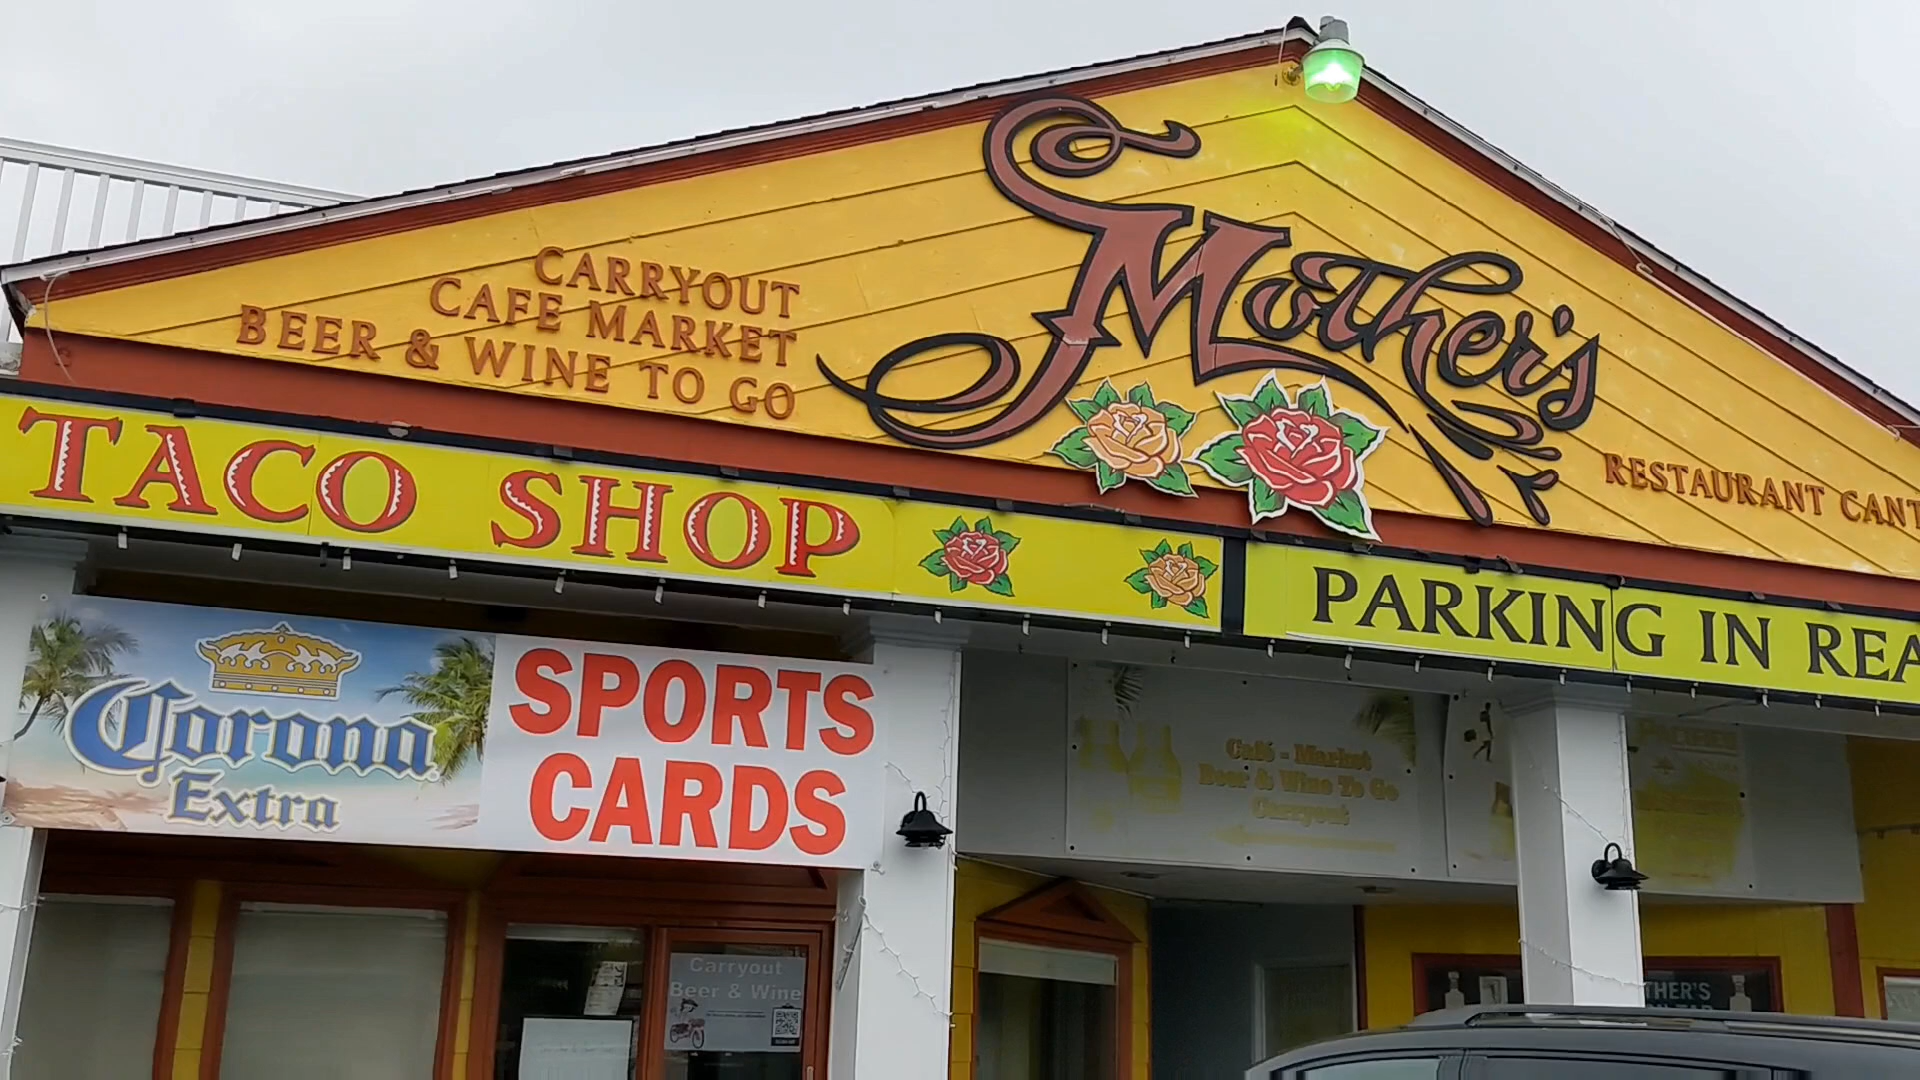 Mother's
CARRYOUT
CAFE MARKET
BEER & WINE TO GO
RESTAURANT CANT
TACO SHOP
PARKING IN REA
Corona
Extra
SPORTS
CARDS
Café - Market
Beer & Wine To Go
Carryout
PACIFICO
Carryout
Beer & Wine
THER'S